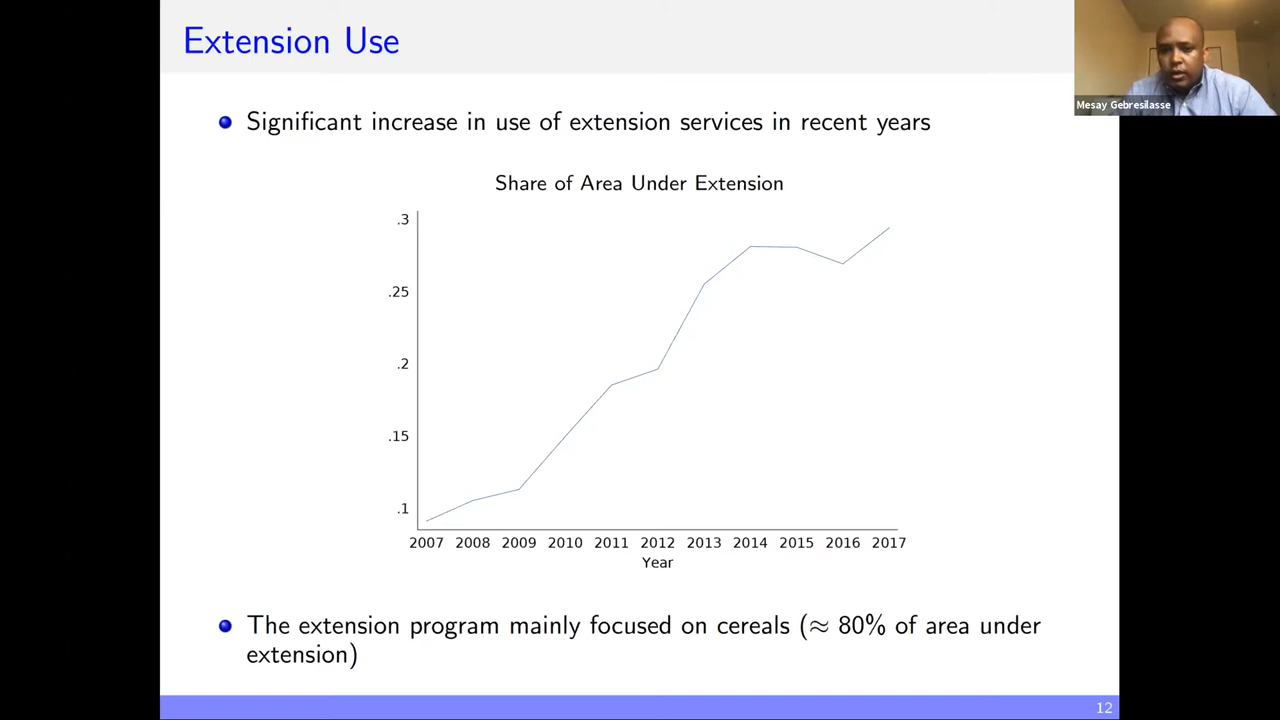 Extension Use
Mesay Gebresilasse
Significant increase in use of extension services in recent years
Share of Area Under Extension
.3
.25
.2
.15
.1
2007 2008 2009 2010 2011 2012 2013 2014 2015 2016 2017
Year
The extension program mainly focused on cereals (≈ 80% of area under
extension)
12